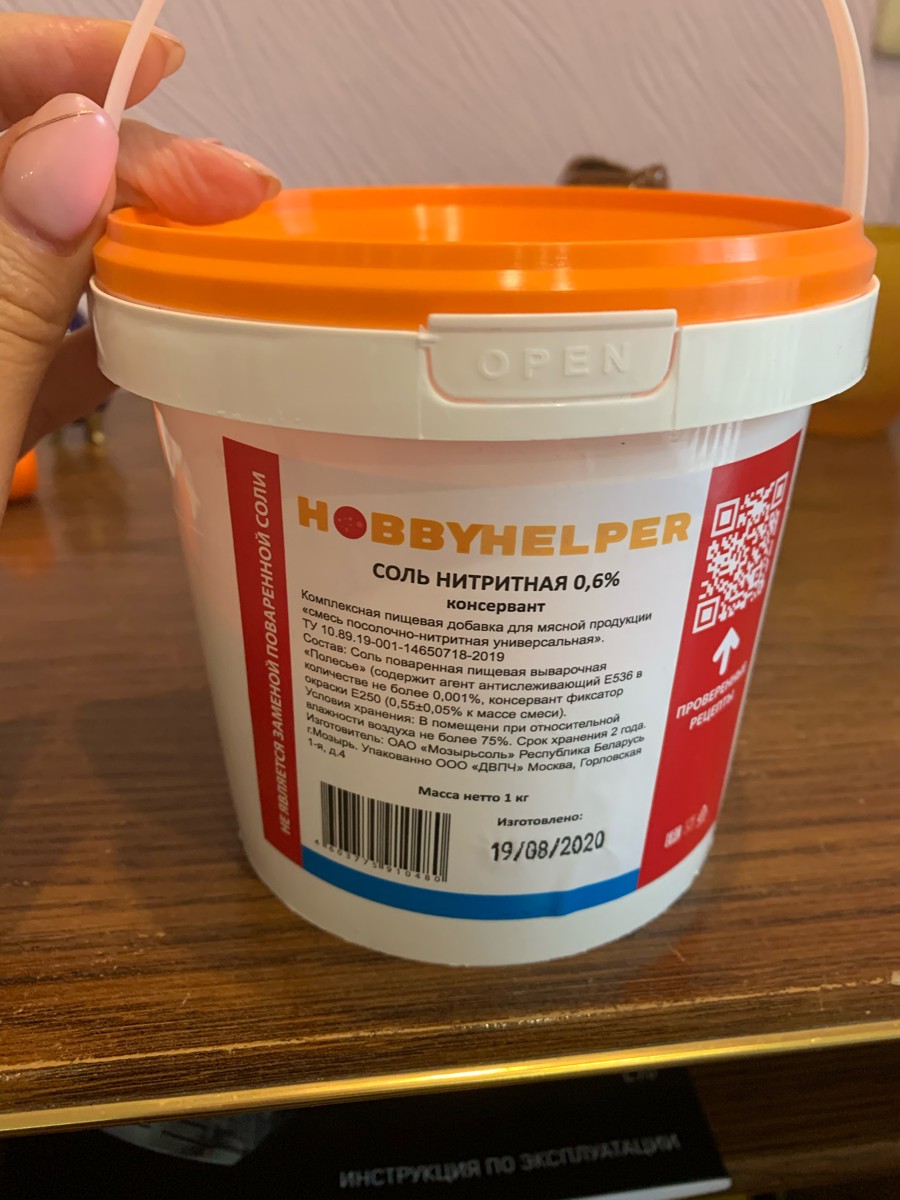 OPEN
НЕ ЯВЛЯЕТСЯ ЗАМЕНОЙ ПОВАРЕННОЙ СОЛИ
HOBBYHELPER
СОЛЬ НИТРИТНАЯ 0,6%
консервант
Комплексная пищевая добавка для мясной продукции
«смесь посолочно-нитритная универсальная».
ТУ 10.89.19-001-14650718-2019
Состав: Соль поваренная пищевая выварочная
«Полесье» (содержит агент антислеживающий Е536 в
количестве не более 0,001%, консервант фиксатор
окраски Е250 (0,55±0,05% к массе смеси).
Условия хранения: В помещени при относительной
влажности воздуха не более 75%. Срок хранения 2 года.
Изготовитель: ОАО «Мозырьсоль» Республика Беларусь
г.Мозырь. Упакованно ООО «ДВПЧ» Москва, Горловская
1-я, д.4
Масса нетто 1 кг
Изготовлено:
19/08/2020
4603775910480
ПРОВЕРЕННЫЕ
РЕЦЕПТЫ
ИНСТРУКЦИЯ ПО ЭКСПЛУАТАЦИИ